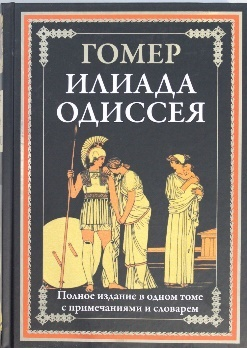 ГОМЕР
ИЛИАДА
ОДИССЕЯ
Полное издание в одном томе
с примечаниями и словарем